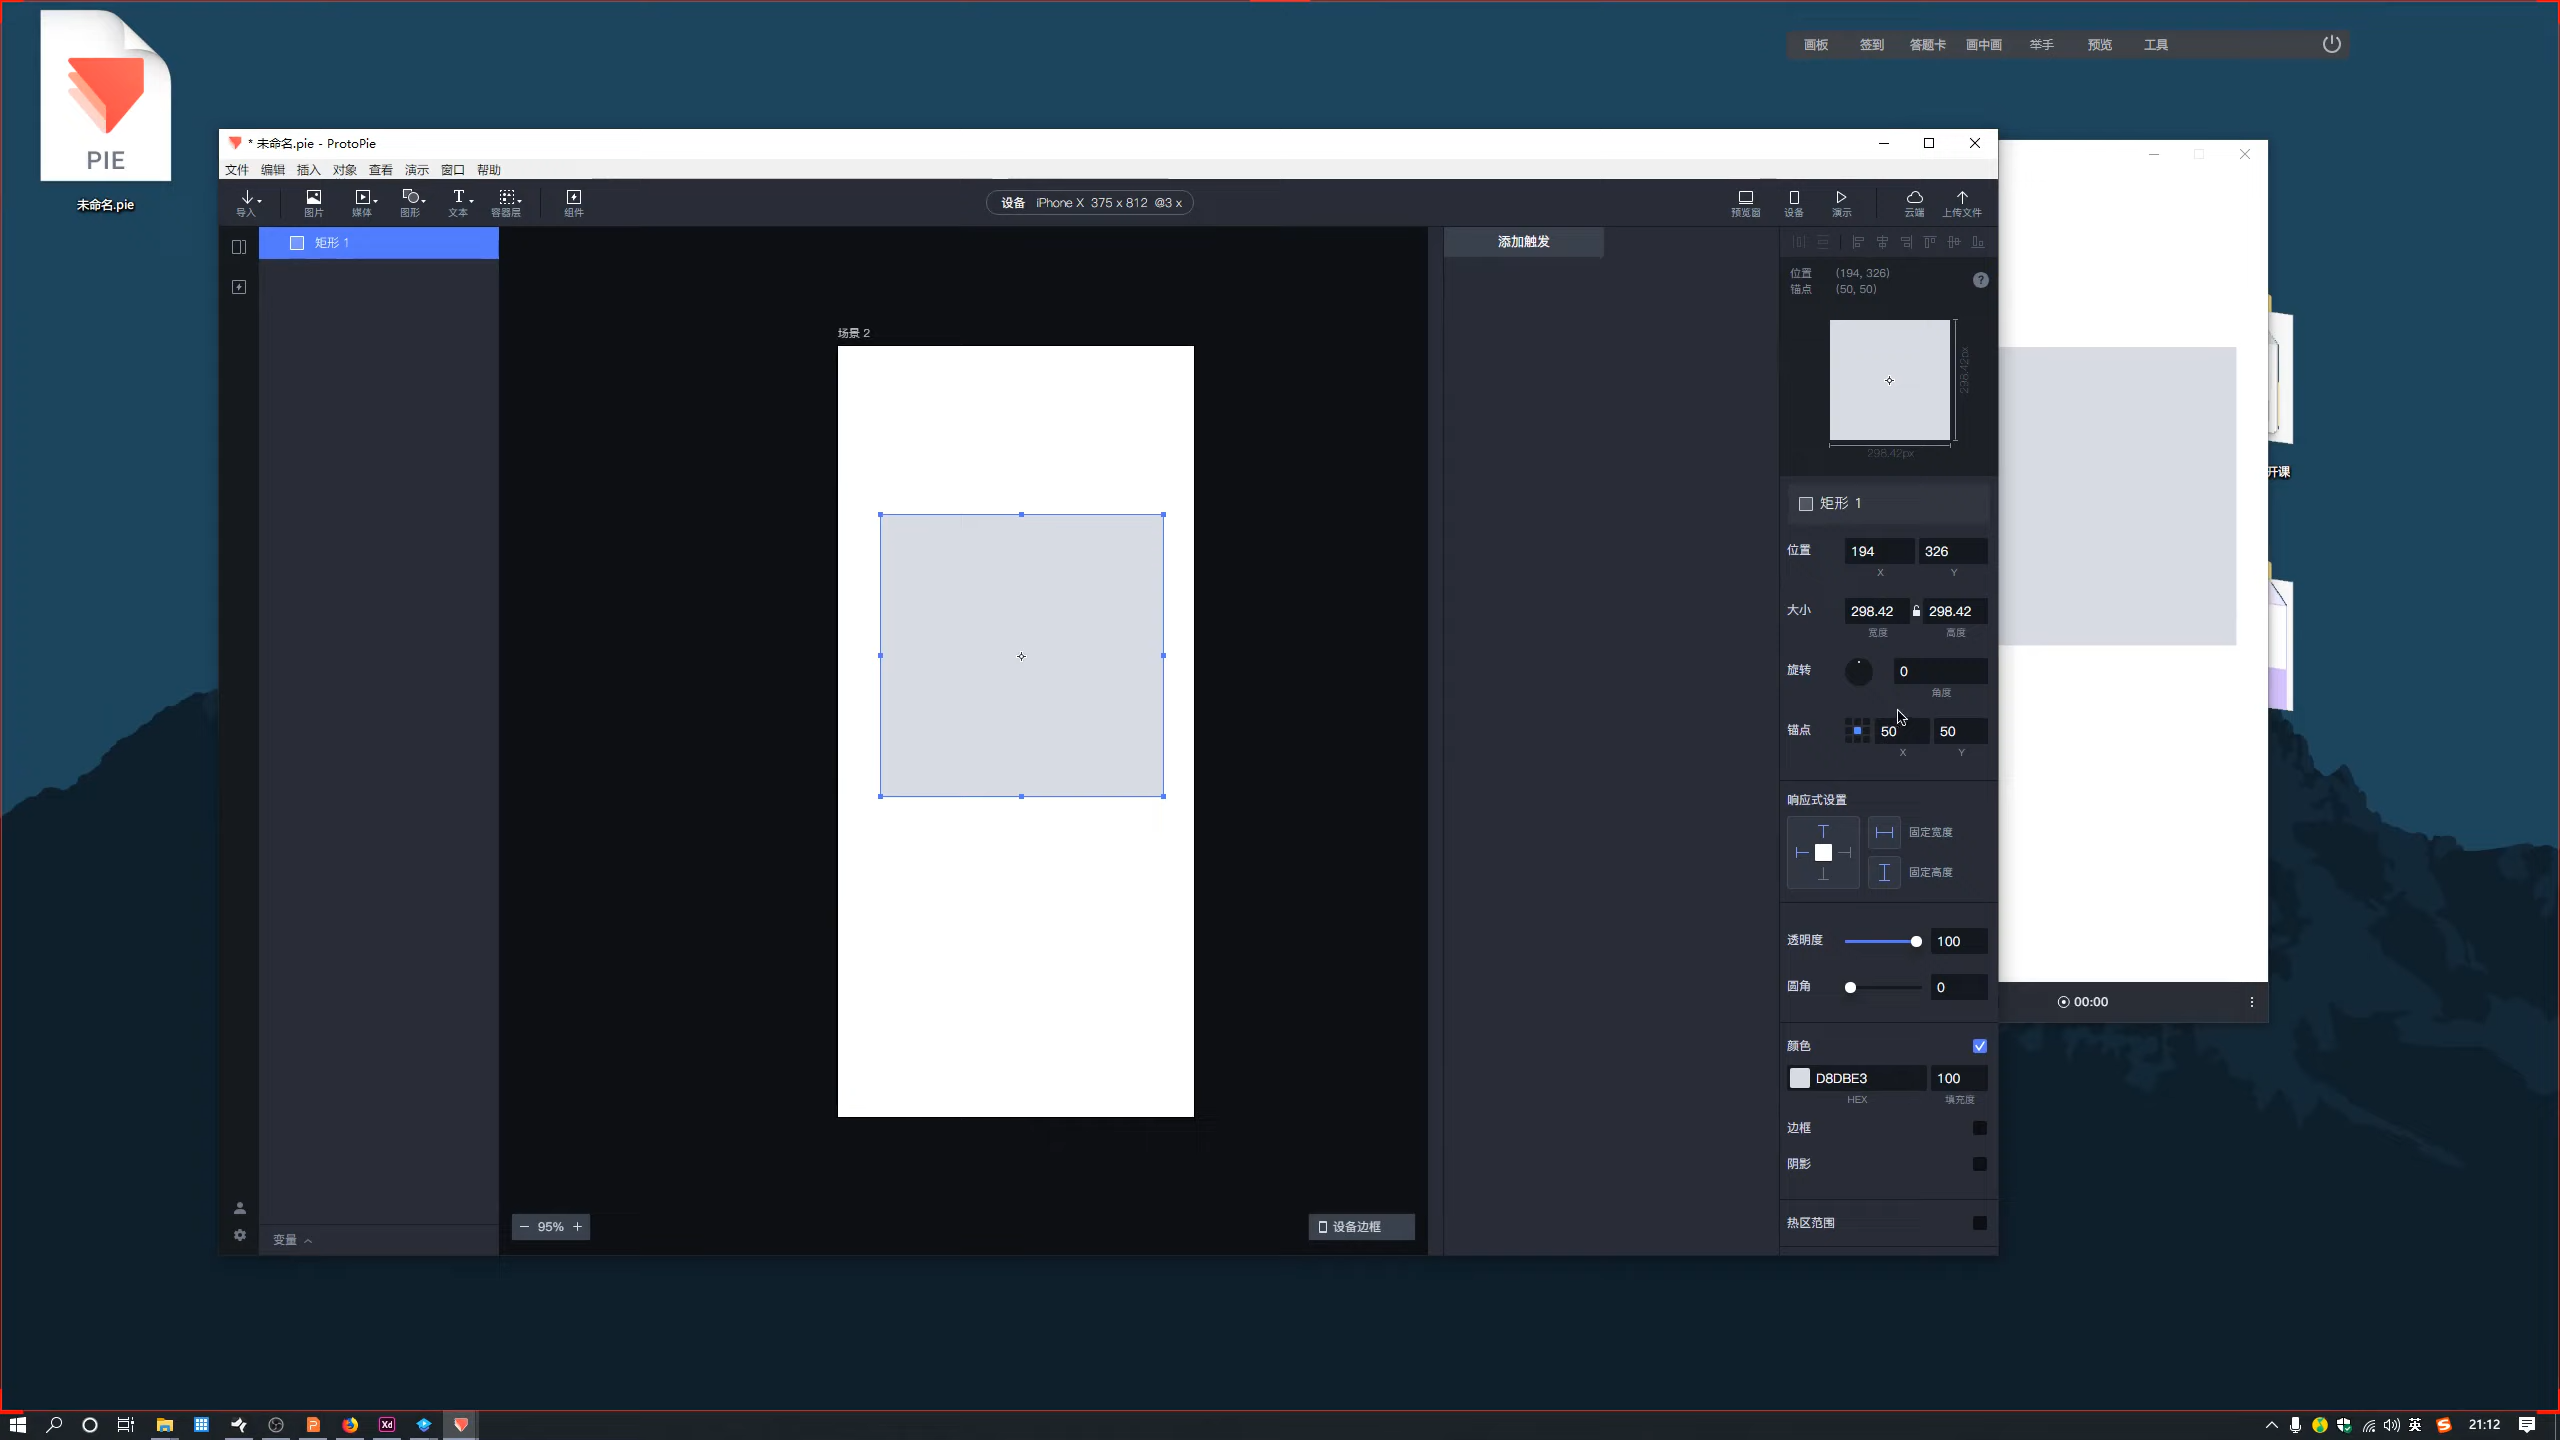 画板 签到 答题卡 画中画 举手 预览 工具
PIE
未命名.pie
* 未命名.pie - ProtoPie
文件 编辑 插入 对象 查看 演示 窗口 帮助
导入 图片 媒体 图形 文本 容器层 组件
设备 iPhone X 375 x 812 @3 x
预览窗 设备 演示 云端 上传文件
矩形 1
添加触发
位置 (194, 326)
锚点 (50, 50)
?
298.42px
298.42px
场景 2
开课
矩形 1
位置 194 326
X Y
大小 298.42 298.42
宽度 高度
旋转 0
角度
锚点 50 50
X Y
响应式设置
固定宽度
固定高度
透明度 100
圆角 0
00:00
颜色
D8DBE3 100
HEX 填充度
边框
阴影
热区范围
变量
95%
设备边框
Xd
英
21:12